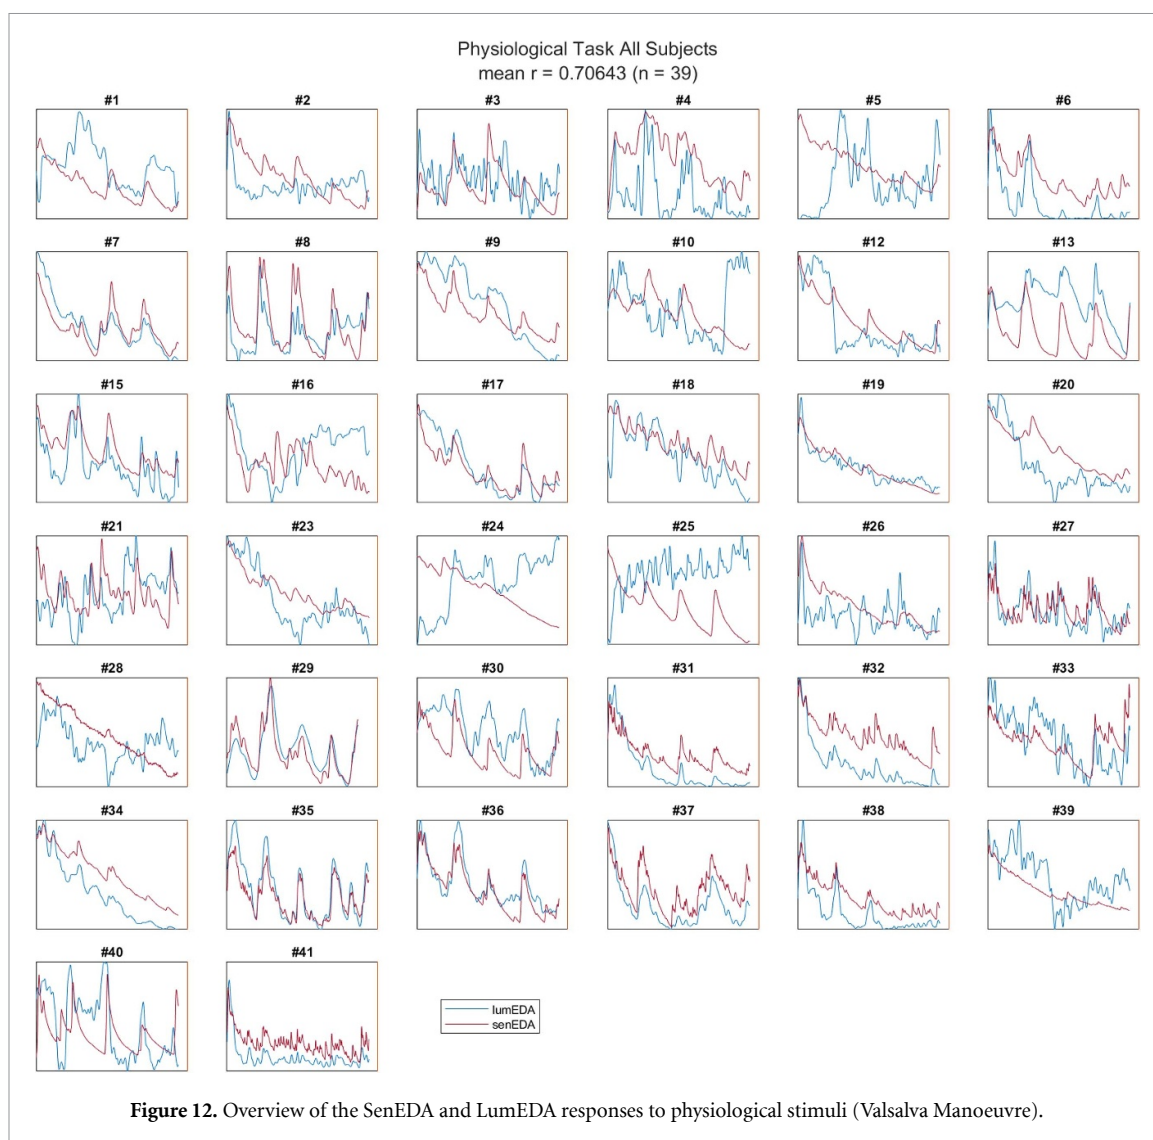 Physiological Task All Subjects
mean r = 0.70643 (n = 39)
#1 #2 #3 #4 #5 #6
#7 #8 #9 #10 #12 #13
#15 #16 #17 #18 #19 #20
#21 #23 #24 #25 #26 #27
#28 #29 #30 #31 #32 #33
#34 #35 #36 #37 #38 #39
#40 #41
lumEDA
senEDA
Figure 12. Overview of the SenEDA and LumEDA responses to physiological stimuli (Valsalva Manoeuvre).